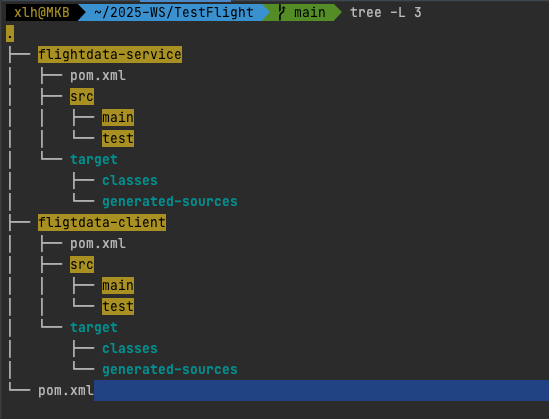 xlh@MKB ~/2025-WS/TestFlight main tree -L 3
.
├── flightdata-service
│   ├── pom.xml
│   ├── src
│   │   ├── main
│   │   └── test
│   └── target
│       ├── classes
│       └── generated-sources
├── fligtdata-client
│   ├── pom.xml
│   ├── src
│   │   ├── main
│   │   └── test
│   └── target
│       ├── classes
│       └── generated-sources
└── pom.xml